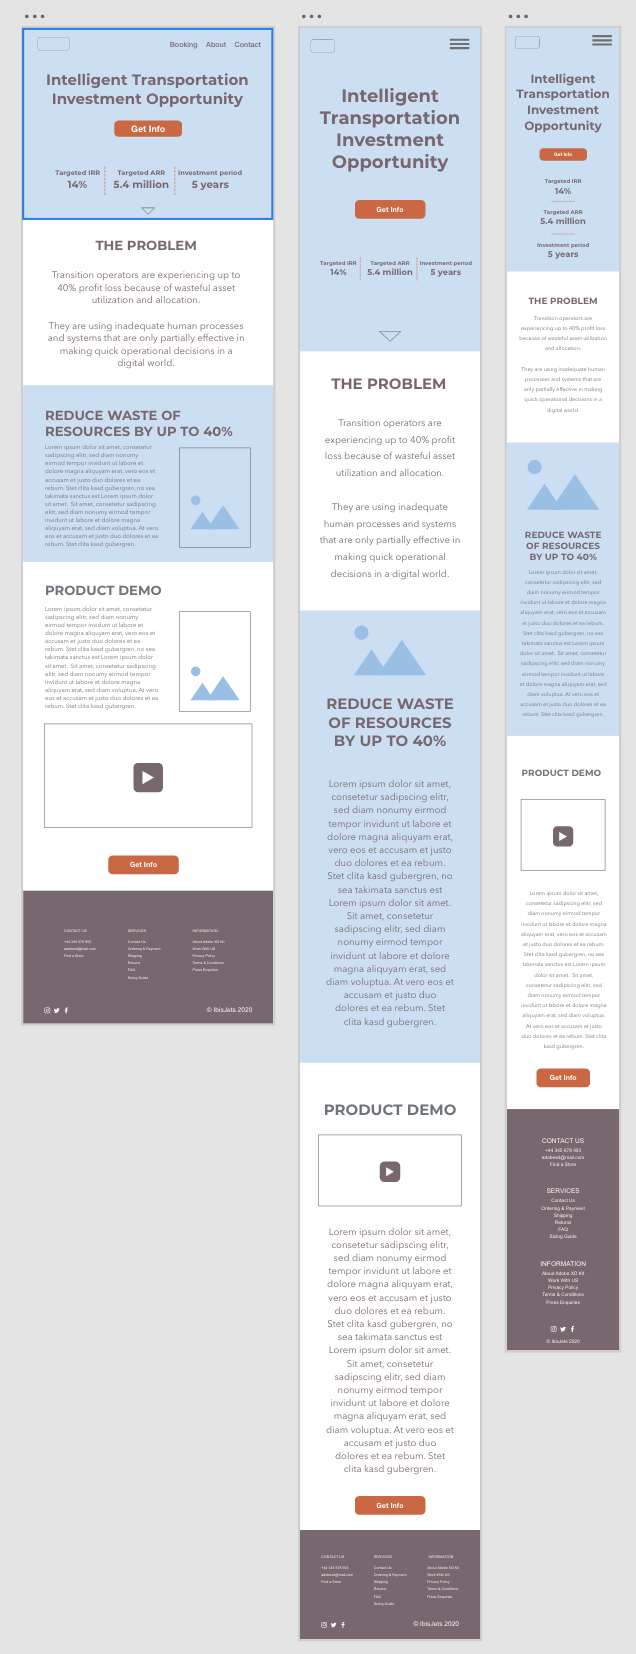 Booking About Contact
Intelligent Transportation
Investment Opportunity
Get Info
Targeted IRR Targeted ARR Investment period
14% 5.4 million 5 years
THE PROBLEM
Transition operators are experiencing up to
40% profit loss because of wasteful asset
utilization and allocation.
They are using inadequate human processes
and systems that are only partially effective in
making quick operational decisions in a
digital world.
REDUCE WASTE OF
RESOURCES BY UP TO 40%
Lorem ipsum dolor sit amet, consetetur
sadipscing elitr, sed diam nonumy
eirmod tempor invidunt ut labore et
dolore magna aliquyam erat, vero eos et
accusam et justo duo dolores et ea
rebum. Stet clita kasd gubergren, no sea
takimata sanctus est Lorem ipsum dolor
sit amet. Sit amet, consetetur sadipscing
elitr, sed diam nonumy eirmod tempor
invidunt ut labore et dolore magna
aliquyam erat, sed diam voluptua. At vero
eos et accusam et justo duo dolores et ea
rebum. Stet clita kasd gubergren.
PRODUCT DEMO
Lorem ipsum dolor sit amet, consetetur
sadipscing elitr, sed diam nonumy
eirmod tempor invidunt ut labore et
dolore magna aliquyam erat, vero eos et
accusam et justo duo dolores et ea
rebum. Stet clita kasd gubergren, no sea
takimata sanctus est Lorem ipsum dolor
sit amet. Sit amet, consetetur sadipscing
elitr, sed diam nonumy eirmod tempor
invidunt ut labore et dolore magna
aliquyam erat, sed diam voluptua. At vero
eos et accusam et justo duo dolores et ea
rebum. Stet clita kasd gubergren.
Get Info
CONTACT US SERVICES INFORMATION
+44 345 678 903 Contact Us About Adobe XD Kit
adobexd@mail.com Ordering & Payment Work With US
Find a Store Shipping Privacy Policy
Returns Terms & Conditions
FAQ Press Enquiries
Sizing Guide
© IbisJets 2020
Intelligent
Transportation
Investment
Opportunity
Get Info
Targeted IRR Targeted ARR Investment period
14% 5.4 million 5 years
THE PROBLEM
Transition operators are
experiencing up to 40% profit
loss because of wasteful asset
utilization and allocation.
They are using inadequate
human processes and systems
that are only partially effective in
making quick operational
decisions in a digital world.
REDUCE WASTE
OF RESOURCES
BY UP TO 40%
Lorem ipsum dolor sit amet,
consetetur sadipscing elitr,
sed diam nonumy eirmod
tempor invidunt ut labore et
dolore magna aliquyam erat,
vero eos et accusam et justo
duo dolores et ea rebum.
Stet clita kasd gubergren, no
sea takimata sanctus est
Lorem ipsum dolor sit amet.
Sit amet, consetetur
sadipscing elitr, sed diam
nonumy eirmod tempor
invidunt ut labore et dolore
magna aliquyam erat, sed
diam voluptua. At vero eos et
accusam et justo duo
dolores et ea rebum. Stet
clita kasd gubergren.
PRODUCT DEMO
Lorem ipsum dolor sit amet,
consetetur sadipscing elitr,
sed diam nonumy eirmod
tempor invidunt ut labore et
dolore magna aliquyam erat,
vero eos et accusam et justo
duo dolores et ea rebum.
Stet clita kasd gubergren, no
sea takimata sanctus est
Lorem ipsum dolor sit amet.
Sit amet, consetetur
sadipscing elitr, sed diam
nonumy eirmod tempor
invidunt ut labore et dolore
magna aliquyam erat, sed
diam voluptua. At vero eos et
accusam et justo duo
dolores et ea rebum. Stet
clita kasd gubergren.
Get Info
CONTACT US SERVICES INFORMATION
+44 345 678 903 Contact Us About Adobe XD Kit
adobexd@mail.com Ordering & Payment Work With US
Find a Store Shipping Privacy Policy
Returns Terms & Conditions
FAQ Press Enquiries
Sizing Guide
© IbisJets 2020
Intelligent
Transportation
Investment
Opportunity
Get Info
Targeted IRR
14%
Targeted ARR
5.4 million
Investment period
5 years
THE PROBLEM
Transition operators are
experiencing up to 40% profit loss
because of wasteful asset utilization
and allocation.
They are using inadequate human
processes and systems that are
only partially effective in making
quick operational decisions in a
digital world.
REDUCE WASTE
OF RESOURCES
BY UP TO 40%
Lorem ipsum dolor sit amet,
consetetur sadipscing elitr, sed
diam nonumy eirmod tempor
invidunt ut labore et dolore magna
aliquyam erat, vero eos et accusam
et justo duo dolores et ea rebum.
Stet clita kasd gubergren, no sea
takimata sanctus est Lorem ipsum
dolor sit amet. Sit amet, consetetur
sadipscing elitr, sed diam nonumy
eirmod tempor invidunt ut labore et
dolore magna aliquyam erat, sed
diam voluptua. At vero eos et
accusam et justo duo dolores et ea
rebum. Stet clita kasd gubergren.
PRODUCT DEMO
Lorem ipsum dolor sit amet,
consetetur sadipscing elitr, sed
diam nonumy eirmod tempor
invidunt ut labore et dolore magna
aliquyam erat, vero eos et accusam
et justo duo dolores et ea rebum.
Stet clita kasd gubergren, no sea
takimata sanctus est Lorem ipsum
dolor sit amet. Sit amet,
consetetur sadipscing elitr, sed
diam nonumy eirmod tempor
invidunt ut labore et dolore magna
aliquyam erat, sed diam voluptua.
At vero eos et accusam et justo
duo dolores et ea rebum. Stet clita
kasd gubergren.
Get Info
CONTACT US
+44 345 678 903
adobexd@mail.com
Find a Store
SERVICES
Contact Us
Ordering & Payment
Shipping
Returns
FAQ
Sizing Guide
INFORMATION
About Adobe XD Kit
Work With US
Privacy Policy
Terms & Conditions
Press Enquiries
© IbisJets 2020